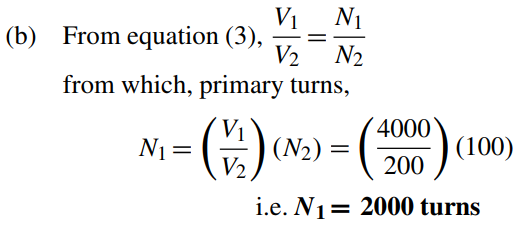 (b) From equation (3), V₁/V₂ = N₁/N₂
from which, primary turns,
N₁ = (V₁/V₂) (N₂) = (4000/200) (100)
i.e. N₁ = 2000 turns